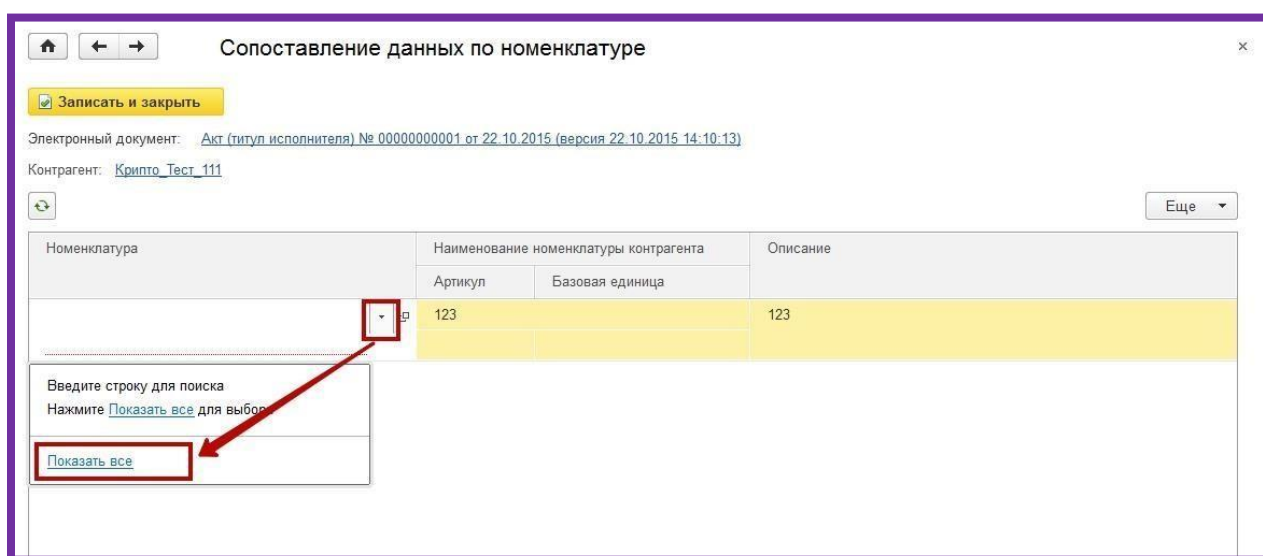 Сопоставление данных по номенклатуре
Записать и закрыть
Электронный документ: Акт (титул исполнителя) № 00000000001 от 22.10.2015 (версия 22.10.2015 14:10:13)
Контрагент: Крипто_Тест_111
Еще
Номенклатура Наименование номенклатуры контрагента Описание
Артикул Базовая единица
123 123
Введите строку для поиска
Нажмите Показать все для выбора
Показать все